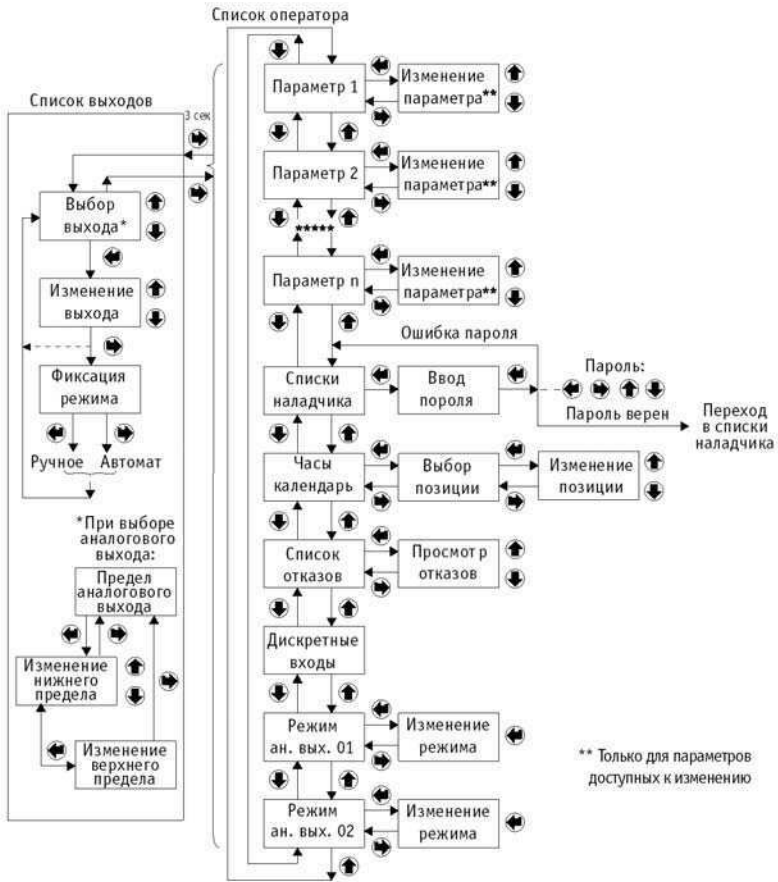 Список оператора
Список выходов
3 сек
Выбор
выхода*
Изменение
выхода
Фиксация
режима
Ручное
Автомат
*При выборе
аналогового
выхода:
Предел
аналогового
выхода
Изменение
нижнего
предела
Изменение
верхнего
предела
Параметр 1
Изменение
параметра**
Параметр 2
Изменение
параметра**
*****
Параметр n
Изменение
параметра**
Ошибка пароля
Списки
наладчика
Ввод
пороля
Пароль:
Пароль верен
Переход
в списки
наладчика
Часы
календарь
Выбор
позиции
Изменение
позиции
Список
отказов
Просмот р
отказов
Дискретные
входы
Режим
ан. вых. 01
Изменение
режима
Режим
ан. вых. 02
Изменение
режима
** Только для параметров
доступных к изменению